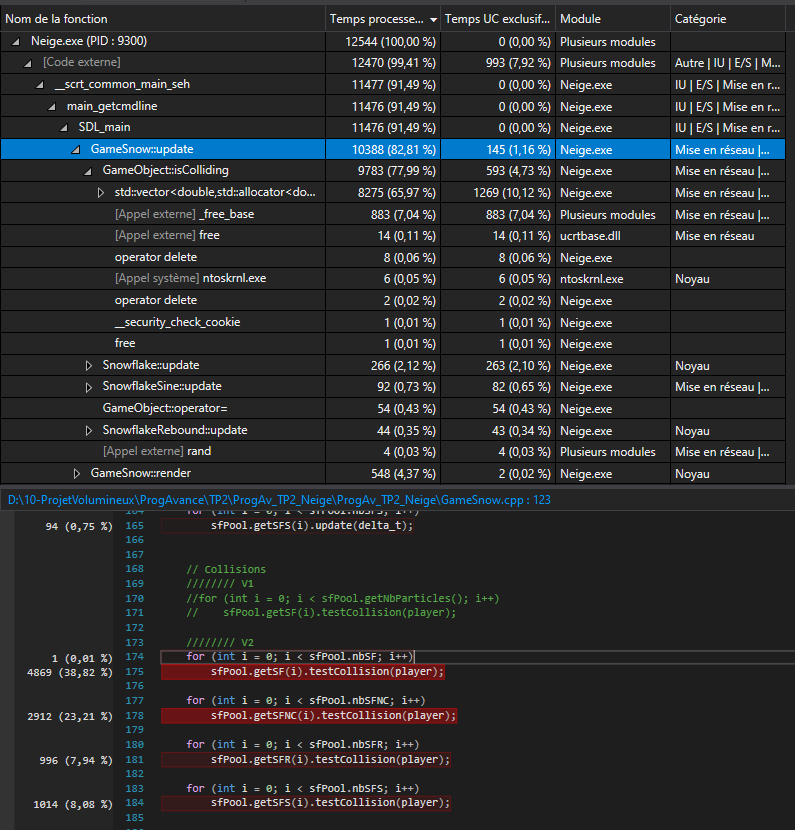 Nom de la fonction Temps processe... Temps UC exclusif... Module Catégorie
Neige.exe (PID : 9300) 12544 (100,00 %) 0 (0,00 %) Plusieurs modules
[Code externe] 12470 (99,41 %) 993 (7,92 %) Plusieurs modules Autre | IU | E/S | M...
__scrt_common_main_seh 11477 (91,49 %) 0 (0,00 %) Neige.exe IU | E/S | Mise en r...
main_getcmdline 11476 (91,49 %) 0 (0,00 %) Neige.exe IU | E/S | Mise en r...
SDL_main 11476 (91,49 %) 0 (0,00 %) Neige.exe IU | E/S | Mise en r...
GameSnow::update 10388 (82,81 %) 145 (1,16 %) Neige.exe Mise en réseau |...
GameObject::isColliding 9783 (77,99 %) 593 (4,73 %) Neige.exe Mise en réseau |...
std::vector<double,std::allocator<do... 8275 (65,97 %) 1269 (10,12 %) Neige.exe Mise en réseau |...
[Appel externe] _free_base 883 (7,04 %) 883 (7,04 %) Plusieurs modules Mise en réseau |...
[Appel externe] free 14 (0,11 %) 14 (0,11 %) ucrtbase.dll Mise en réseau
operator delete 8 (0,06 %) 8 (0,06 %) Neige.exe
[Appel système] ntoskrnl.exe 6 (0,05 %) 6 (0,05 %) ntoskrnl.exe Noyau
operator delete 2 (0,02 %) 2 (0,02 %) Neige.exe
__security_check_cookie 1 (0,01 %) 1 (0,01 %) Neige.exe
free 1 (0,01 %) 1 (0,01 %) Neige.exe
Snowflake::update 266 (2,12 %) 263 (2,10 %) Neige.exe Noyau
SnowflakeSine::update 92 (0,73 %) 82 (0,65 %) Neige.exe Mise en réseau |...
GameObject::operator= 54 (0,43 %) 54 (0,43 %) Neige.exe
SnowflakeRebound::update 44 (0,35 %) 43 (0,34 %) Neige.exe Noyau
[Appel externe] rand 4 (0,03 %) 4 (0,03 %) Plusieurs modules Mise en réseau |...
GameSnow::render 548 (4,37 %) 2 (0,02 %) Neige.exe Noyau
D:\10-ProjetVolumineux\ProgAvance\TP2\ProgAv_TP2_Neige\ProgAv_TP2_Neige\GameSnow.cpp : 123
164 for (int i = 0; i < sfPool.nbSFS; i++)
94 (0,75 %) 165 sfPool.getSFS(i).update(delta_t);
166
167
168 // Collisions
169 //////// V1
170 //for (int i = 0; i < sfPool.getNbParticles(); i++)
171 // sfPool.getSF(i).testCollision(player);
172
173 //////// V2
1 (0,01 %) 174 for (int i = 0; i < sfPool.nbSF; i++)
4869 (38,82 %) 175 sfPool.getSF(i).testCollision(player);
176
177 for (int i = 0; i < sfPool.nbSFNC; i++)
2912 (23,21 %) 178 sfPool.getSFNC(i).testCollision(player);
179
180 for (int i = 0; i < sfPool.nbSFR; i++)
996 (7,94 %) 181 sfPool.getSFR(i).testCollision(player);
182
183 for (int i = 0; i < sfPool.nbSFS; i++)
1014 (8,08 %) 184 sfPool.getSFS(i).testCollision(player);
185